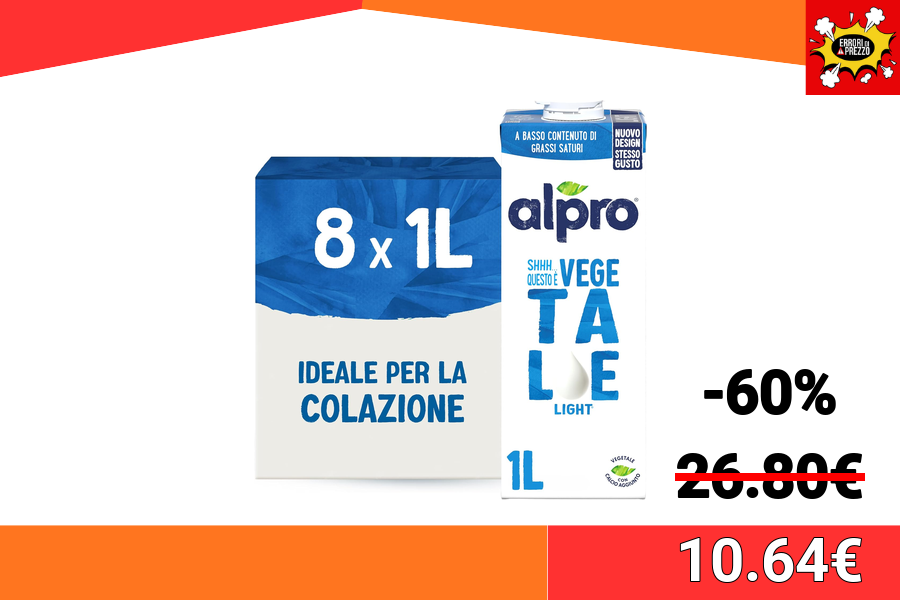 ERRORI DI
PREZZO
A BASSO CONTENUTO DI
GRASSI SATURI
NUOVO
DESIGN
STESSO
GUSTO
alpro
8 x 1L
SHHH...
QUESTO È
VEGE
TA
L E
LIGHT
IDEALE PER LA
COLAZIONE
1L
VEGETALE
CON
CALCIO AGGIUNTO
-60%
26.80€
10.64€